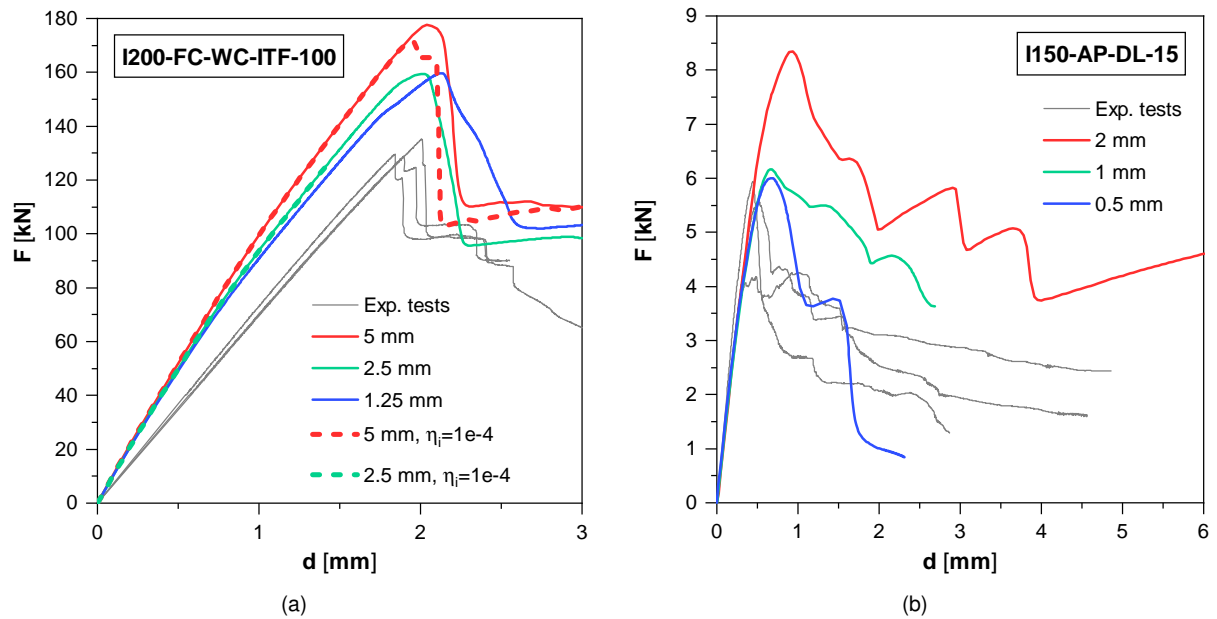 I200-FC-WC-ITF-100
F [kN]
180
160
140
120
100
80
60
40
20
0
Exp. tests
5 mm
2.5 mm
1.25 mm
5 mm, ηi=1e-4
2.5 mm, ηi=1e-4
0 1 2 3
d [mm]
(a)
I150-AP-DL-15
F [kN]
9
8
7
6
5
4
3
2
1
0
Exp. tests
2 mm
1 mm
0.5 mm
0 1 2 3 4 5 6
d [mm]
(b)